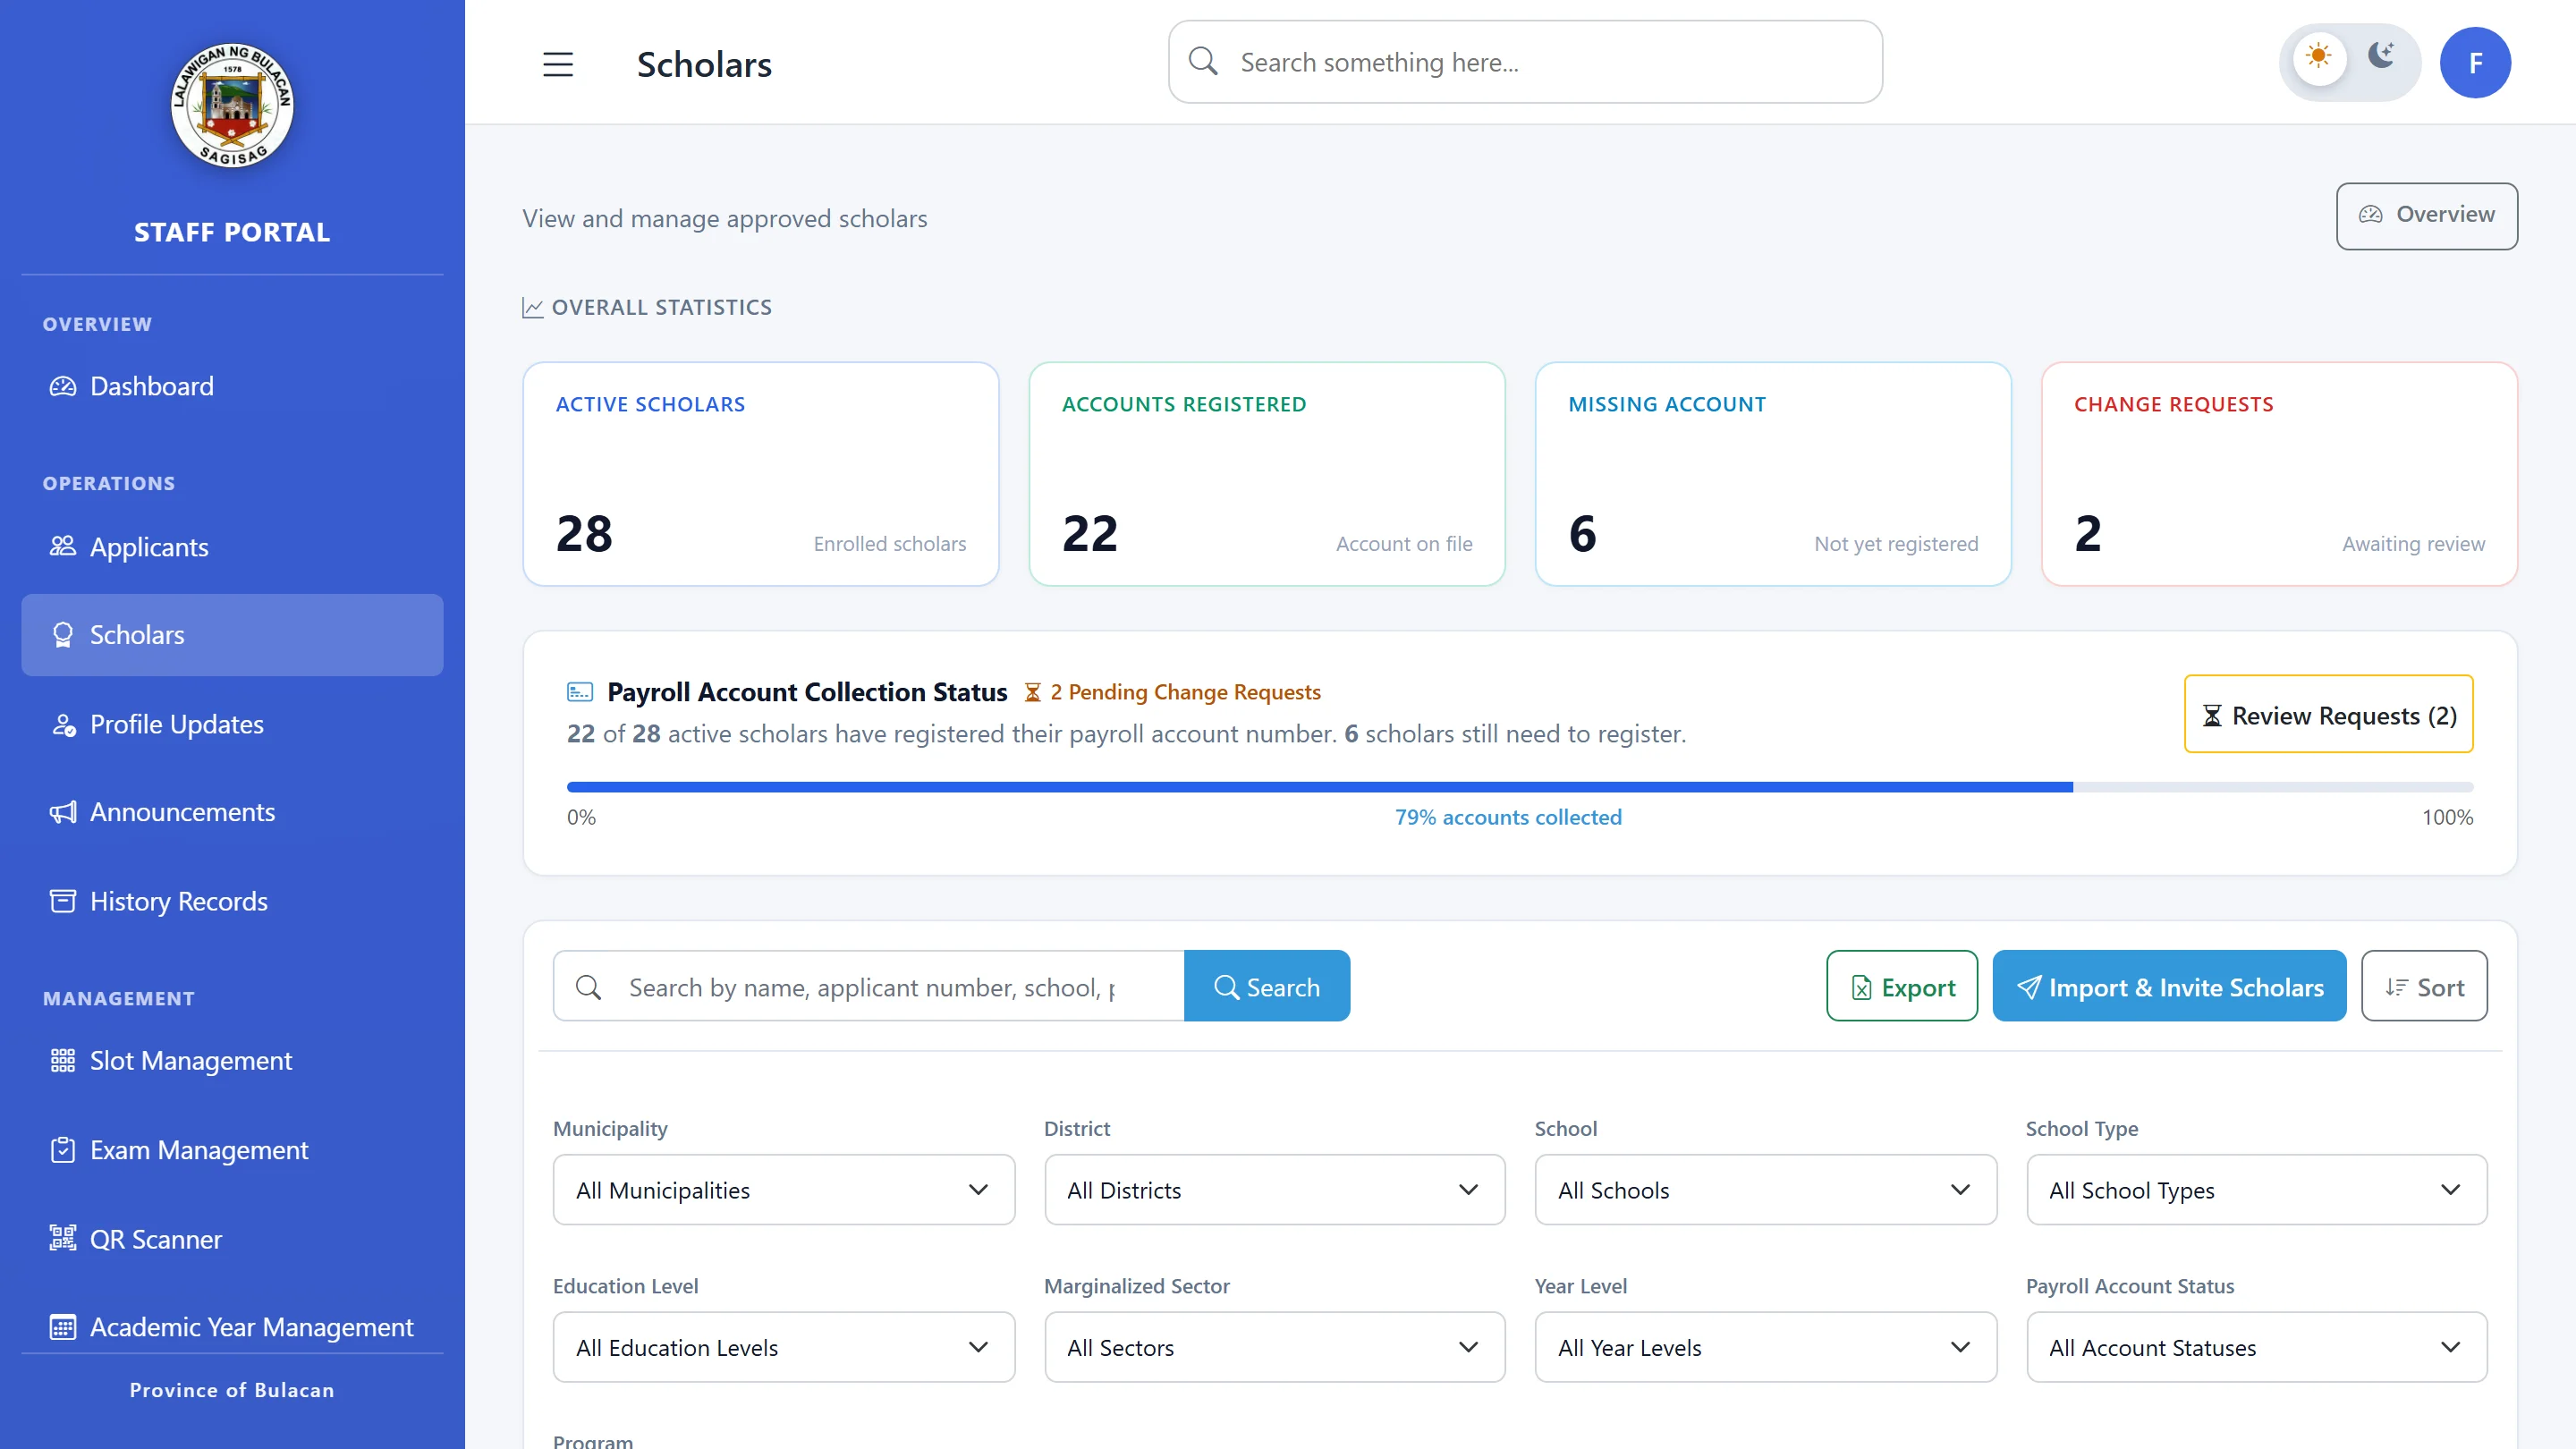 LALAWIGAN NG BULACAN
1578
SAGISAG
STAFF PORTAL
OVERVIEW
Dashboard
OPERATIONS
Applicants
Scholars
Profile Updates
Announcements
History Records
MANAGEMENT
Slot Management
Exam Management
QR Scanner
Academic Year Management
Province of Bulacan
Scholars
Search something here...
F
View and manage approved scholars
Overview
OVERALL STATISTICS
ACTIVE SCHOLARS
28
Enrolled scholars
ACCOUNTS REGISTERED
22
Account on file
MISSING ACCOUNT
6
Not yet registered
CHANGE REQUESTS
2
Awaiting review
Payroll Account Collection Status
2 Pending Change Requests
22 of 28 active scholars have registered their payroll account number. 6 scholars still need to register.
Review Requests (2)
0%
79% accounts collected
100%
Search by name, applicant number, school, p
Search
Export
Import & Invite Scholars
Sort
Municipality
All Municipalities
District
All Districts
School
All Schools
School Type
All School Types
Education Level
All Education Levels
Marginalized Sector
All Sectors
Year Level
All Year Levels
Payroll Account Status
All Account Statuses
Program